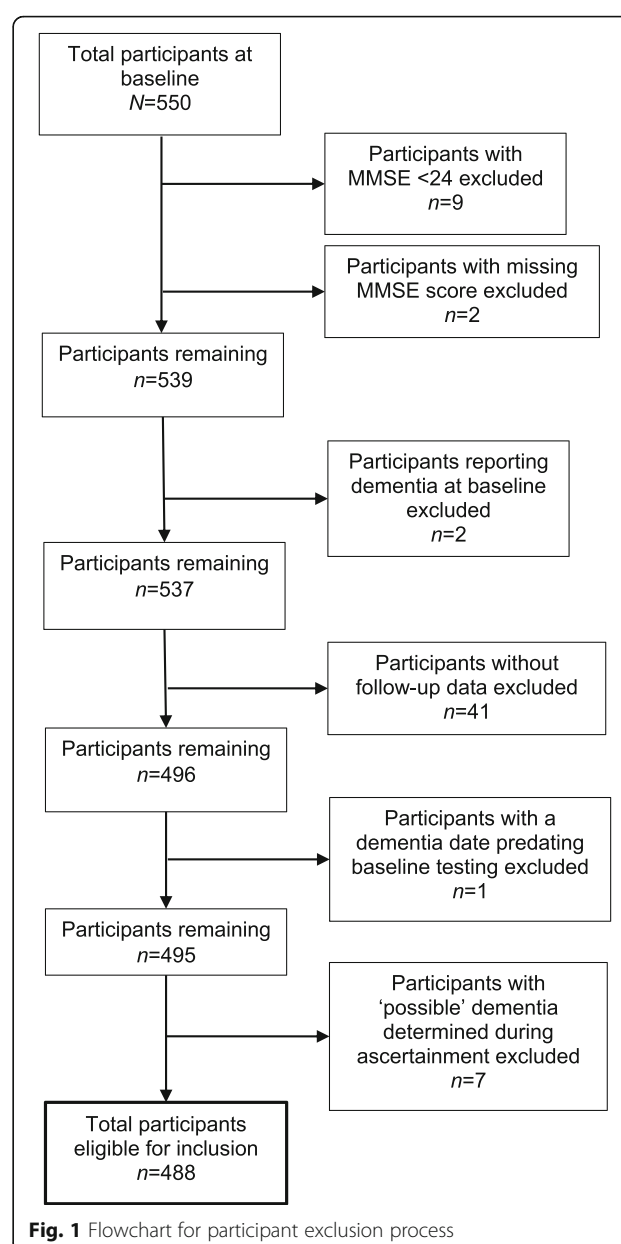 Total participants at
baseline
N=550
Participants with
MMSE <24 excluded
n=9
Participants with missing
MMSE score excluded
n=2
Participants remaining
n=539
Participants reporting
dementia at baseline
excluded
n=2
Participants remaining
n=537
Participants without
follow-up data excluded
n=41
Participants remaining
n=496
Participants with a
dementia date predating
baseline testing excluded
n=1
Participants remaining
n=495
Participants with
‘possible’ dementia
determined during
ascertainment excluded
n=7
Total participants
eligible for inclusion
n=488
Fig. 1 Flowchart for participant exclusion process